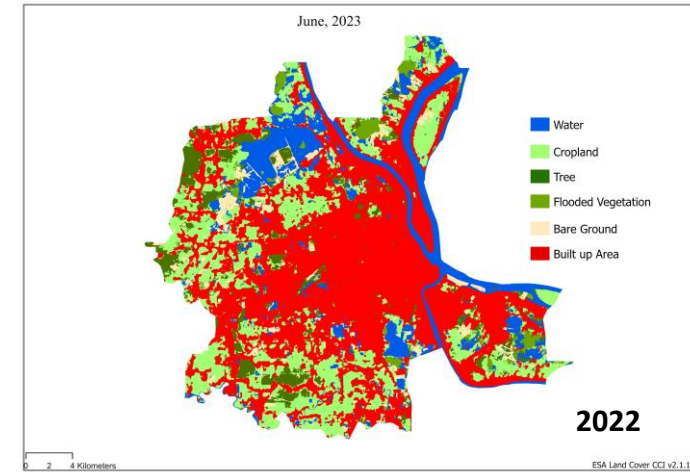 June, 2023
Water
Cropland
Tree
Flooded Vegetation
Bare Ground
Built up Area
2022
0 2 4 Kilometers
ESA Land Cover CCI v2.1.1